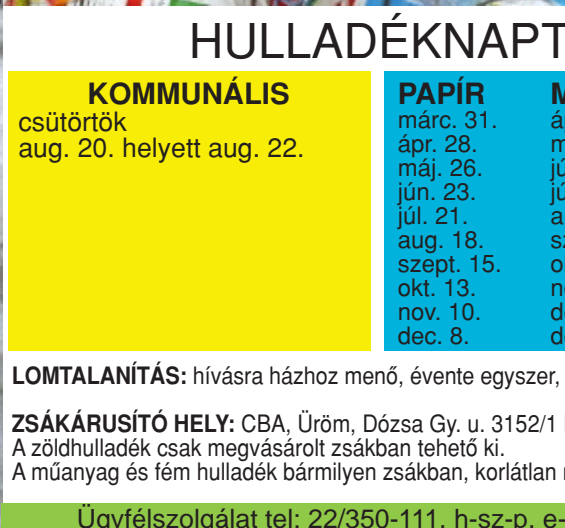 HULLADÉKNAPT
KOMMUNÁLIS
csütörtök
aug. 20. helyett aug. 22.
PAPÍR
márc. 31.
ápr. 28.
máj. 26.
jún. 23.
júl. 21.
aug. 18.
szept. 15.
okt. 13.
nov. 10.
dec. 8.
LOMTALANÍTÁS: hívásra házhoz menő, évente egyszer,
ZSÁKÁRUSÍTÓ HELY: CBA, Üröm, Dózsa Gy. u. 3152/1
A zöldhulladék csak megvásárolt zsákban tehető ki.
A műanyag és fém hulladék bármilyen zsákban, korlátlan
Ügyfélszolgálat tel: 22/350-111, h-sz-p, e-